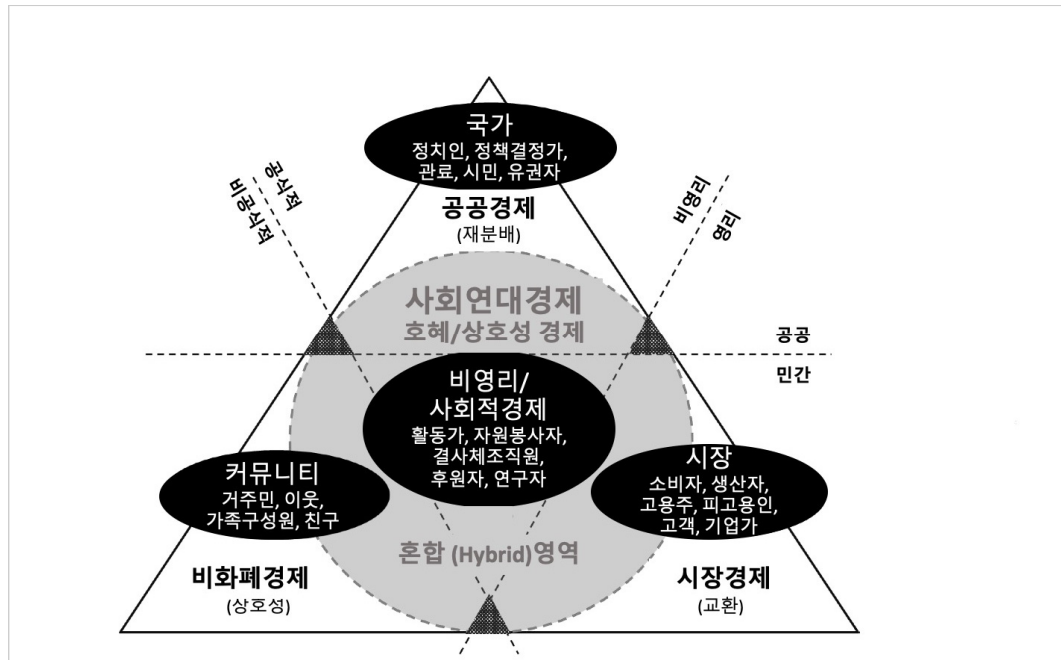 국가
정치인, 정책결정가,
관료, 시민, 유권자
공식적
비공식적
비영리
영리
공공경제
(재분배)
사회연대경제
호혜/상호성 경제
공공
민간
비영리/
사회적경제
활동가, 자원봉사자,
결사체조직원,
후원자, 연구자
커뮤니티
거주민, 이웃,
가족구성원, 친구
시장
소비자, 생산자,
고용주, 피고용인,
고객, 기업가
혼합 (Hybrid)영역
비화폐경제
(상호성)
시장경제
(교환)